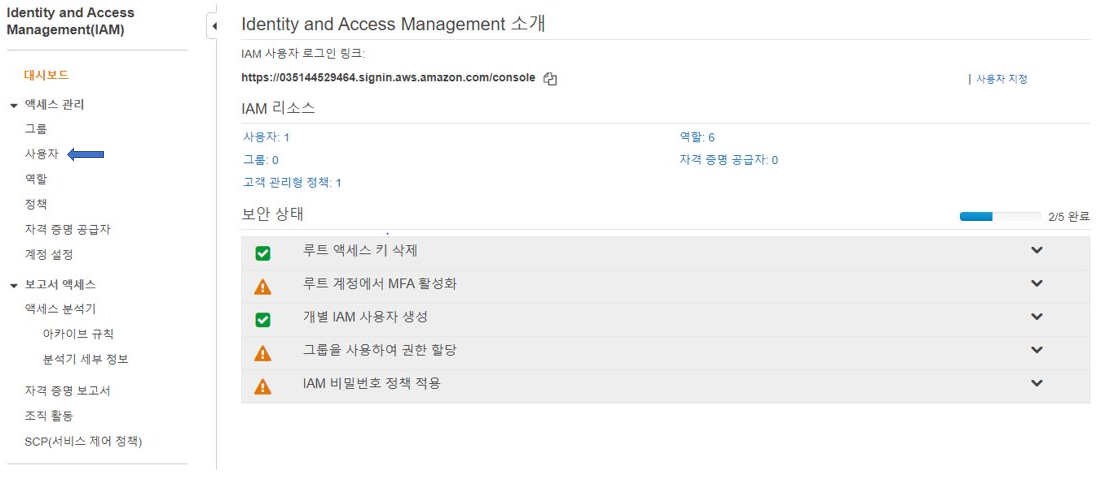 Identity and Access
Management(IAM)
대시보드
액세스 관리
그룹
사용자
역할
정책
자격 증명 공급자
계정 설정
보고서 액세스
액세스 분석기
아카이브 규칙
분석기 세부 정보
자격 증명 보고서
조직 활동
SCP(서비스 제어 정책)
Identity and Access Management 소개
IAM 사용자 로그인 링크:
https://035144529464.signin.aws.amazon.com/console
| 사용자 지정
IAM 리소스
사용자: 1
역할: 6
그룹: 0
자격 증명 공급자: 0
고객 관리형 정책: 1
보안 상태
2/5 완료
루트 액세스 키 삭제
루트 계정에서 MFA 활성화
개별 IAM 사용자 생성
그룹을 사용하여 권한 할당
IAM 비밀번호 정책 적용